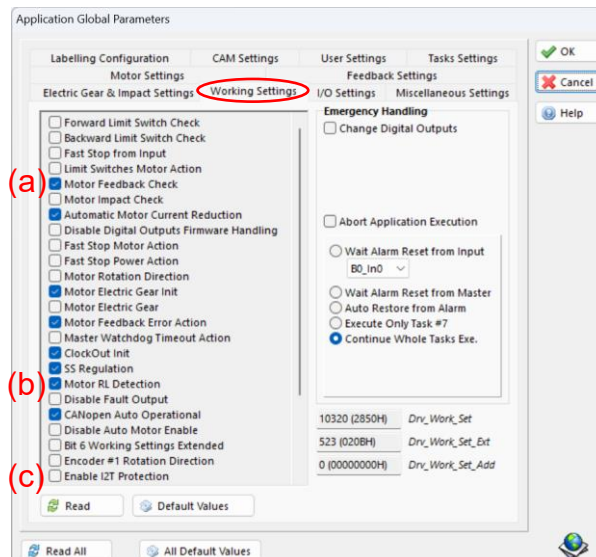 Application Global Parameters
Labelling Configuration CAM Settings User Settings Tasks Settings
Motor Settings Feedback Settings
Electric Gear & Impact Settings Working Settings I/O Settings Miscellaneous Settings
OK
Cancel
Help
Forward Limit Switch Check
Backward Limit Switch Check
Fast Stop from Input
Limit Switches Motor Action
(a) Motor Feedback Check
Motor Impact Check
Automatic Motor Current Reduction
Disable Digital Outputs Firmware Handling
Fast Stop Motor Action
Fast Stop Power Action
Motor Rotation Direction
Motor Electric Gear Init
Motor Electric Gear
Motor Feedback Error Action
Master Watchdog Timeout Action
ClockOut Init
SS Regulation
(b) Motor RL Detection
Disable Fault Output
CANopen Auto Operational
Disable Auto Motor Enable
Bit 6 Working Settings Extended
Encoder #1 Rotation Direction
(c) Enable I2T Protection
Emergency Handling
Change Digital Outputs
Abort Application Execution
Wait Alarm Reset from Input
B0_In0
Wait Alarm Reset from Master
Auto Restore from Alarm
Execute Only Task #7
Continue Whole Tasks Exe.
10320 (2850H) Drv_Work_Set
523 (020BH) Drv_Work_Set_Ext
0 (00000000H) Drv_Work_Set_Add
Read Default Values
Read All All Default Values